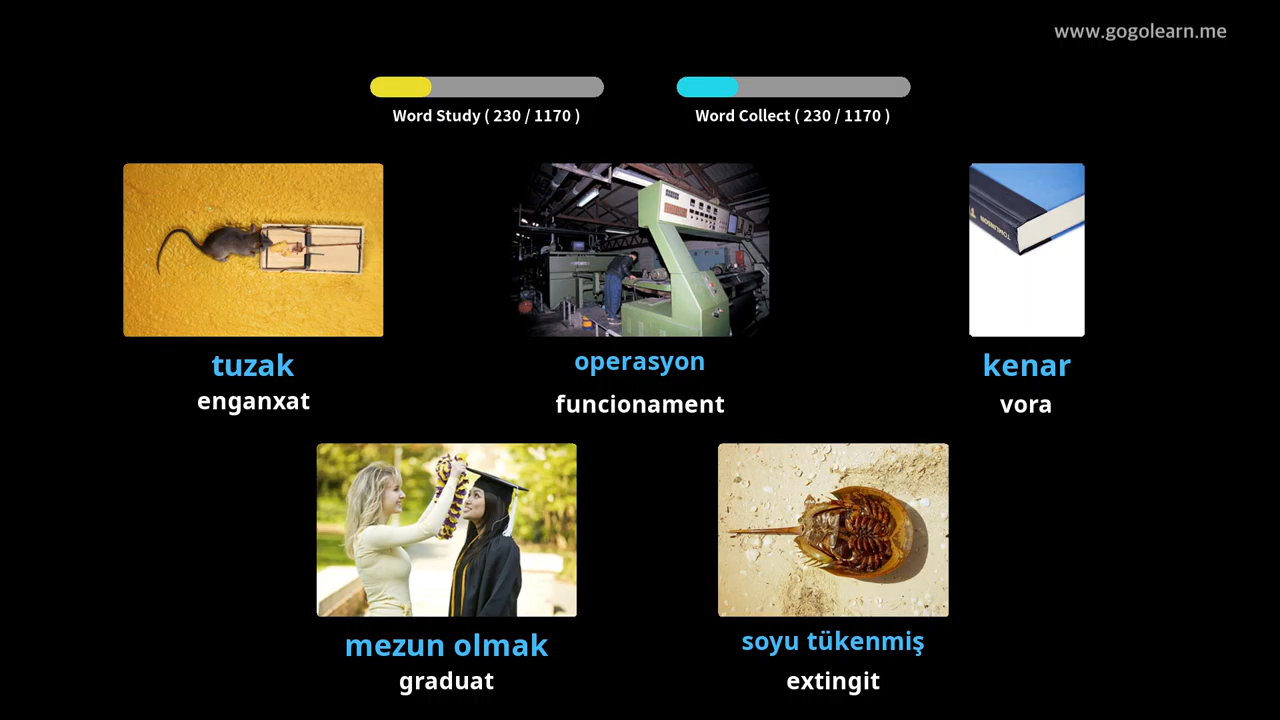 www.gogolearn.me
Word Study ( 230 / 1170 )
Word Collect ( 230 / 1170 )
TOMLINSON
tuzak
enganxat
operasyon
funcionament
kenar
vora
mezun olmak
graduat
soyu tükenmiş
extingit